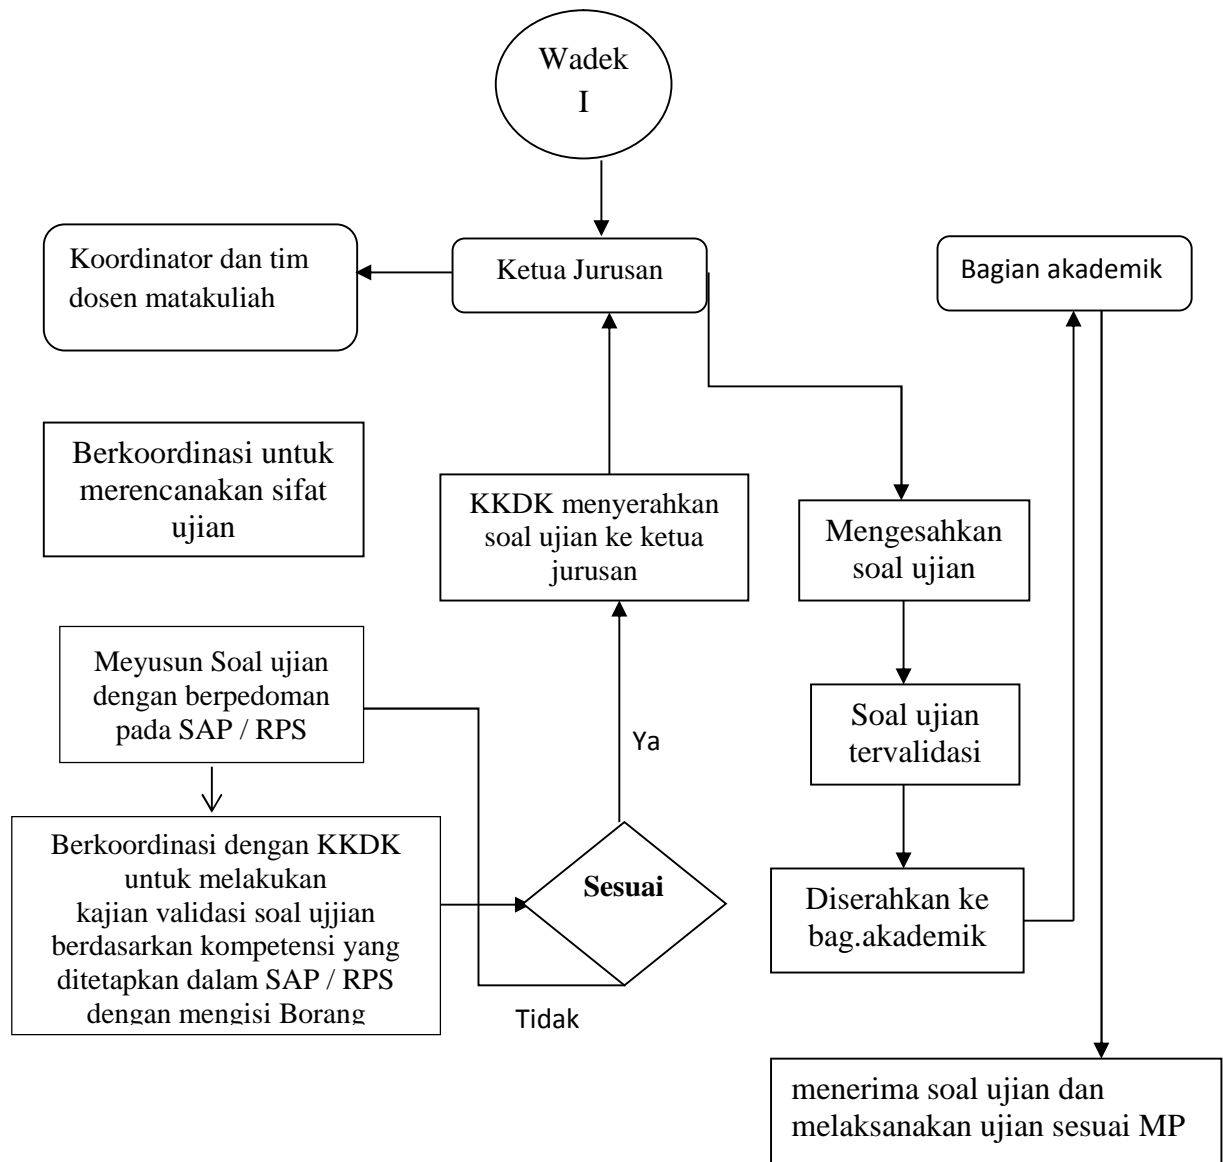 Wadek
I
Koordinator dan tim
dosen matakuliah
Ketua Jurusan
Bagian akademik
Berkoordinasi untuk
merencanakan sifat
ujian
KKDK menyerahkan
soal ujian ke ketua
jurusan
Mengesahkan
soal ujian
Meyusun Soal ujian
dengan berpedoman
pada SAP / RPS
Ya
Soal ujian
tervalidasi
Berkoordinasi dengan KKDK
untuk melakukan
kajian validasi soal ujjian
berdasarkan kompetensi yang
ditetapkan dalam SAP / RPS
dengan mengisi Borang
Sesuai
Tidak
Diserahkan ke
bag.akademik
menerima soal ujian dan
melaksanakan ujian sesuai MP